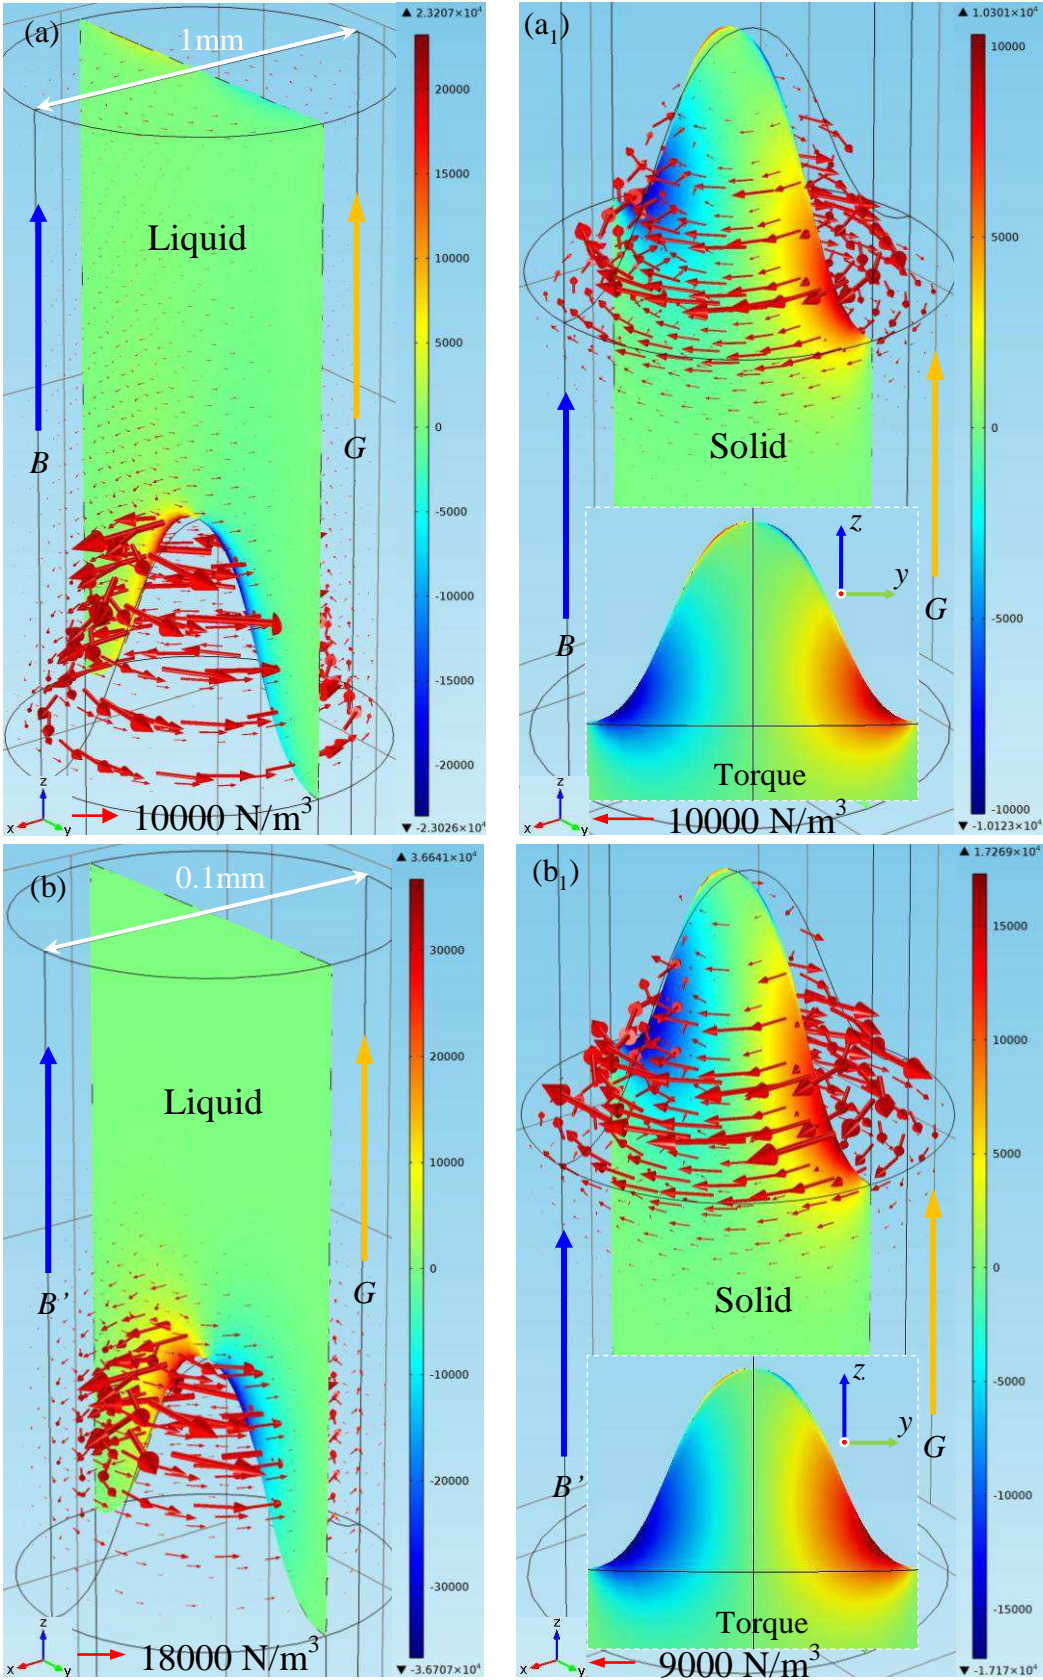 (a)
1mm
▲ 2.3207×10⁴
20000
15000
10000
5000
0
-5000
-10000
-15000
-20000
▼ -2.3026×10⁴
Liquid
B
G
z
x
y
10000 N/m³
(a₁)
▲ 1.0301×10⁴
10000
5000
0
-5000
-10000
▼ -1.0123×10⁴
Solid
B
G
z
y
Torque
z
x
y
10000 N/m³
(b)
0.1mm
▲ 3.6641×10⁴
30000
20000
10000
0
-10000
-20000
-30000
▼ -3.6707×10⁴
Liquid
B’
G
z
x
y
18000 N/m³
(b₁)
▲ 1.7269×10⁴
15000
10000
5000
0
-5000
-10000
-15000
▼ -1.717×10⁴
Solid
B’
G
z
y
Torque
z
x
y
9000 N/m³